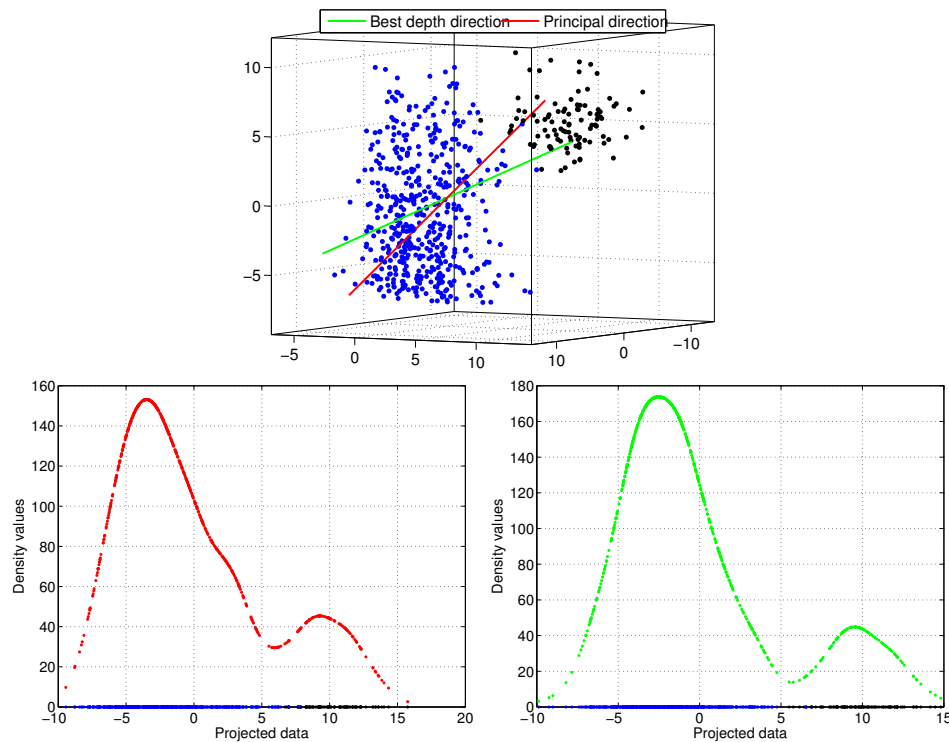 Best depth direction Principal direction
10
5
0
−5
−5 0 5 10 10 0 −10
160
140
120
100
80
60
40
20
0
−10 −5 0 5 10 15 20
Projected data
Density values
180
160
140
120
100
80
60
40
20
0
−10 −5 0 5 10 15
Projected data
Density values